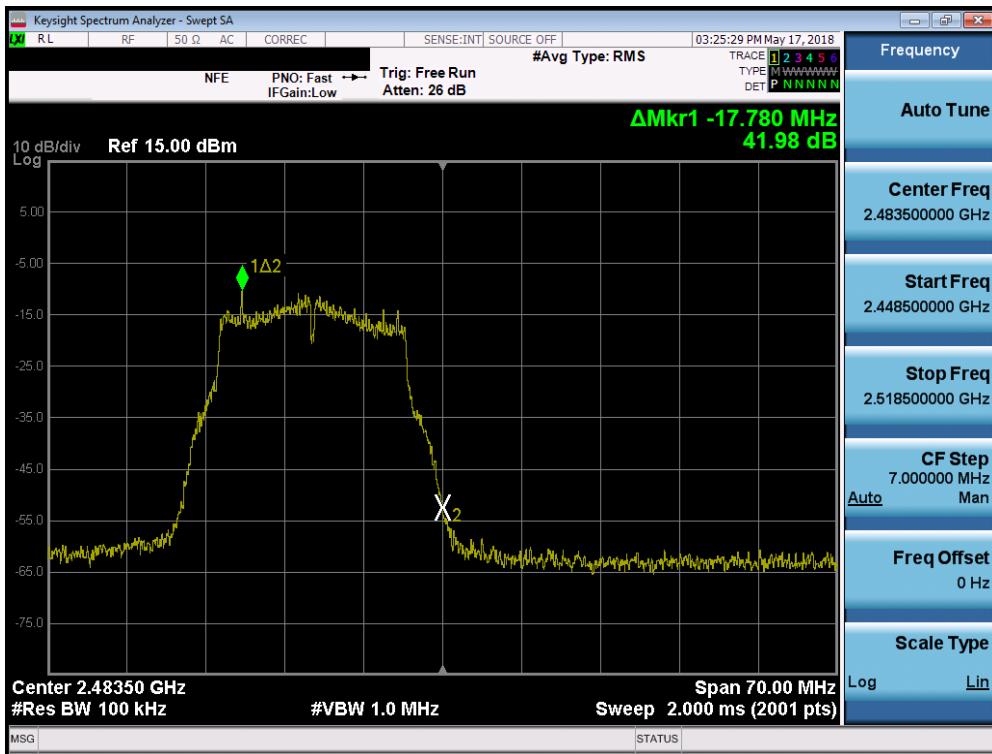 Keysight Spectrum Analyzer - Swept SA
LXI RL RF 50 Ω AC CORREC SENSE:INT SOURCE OFF 03:25:29 PM May 17, 2018
NFE PNO: Fast Trig: Free Run #Avg Type: RMS TRACE 1 2 3 4 5 6
IFGain:Low Atten: 26 dB TYPE M WWWWW
DET P N N N N N
ΔMkr1 -17.780 MHz
41.98 dB
10 dB/div Ref 15.00 dBm
Log
5.00
-5.00
1Δ2
-15.0
-25.0
-35.0
-45.0
X2
-55.0
-65.0
-75.0
Center 2.48350 GHz Span 70.00 MHz
#Res BW 100 kHz #VBW 1.0 MHz Sweep 2.000 ms (2001 pts)
MSG STATUS
Frequency
Auto Tune
Center Freq
2.483500000 GHz
Start Freq
2.448500000 GHz
Stop Freq
2.518500000 GHz
CF Step
7.000000 MHz
Auto Man
Freq Offset
0 Hz
Scale Type
Log Lin